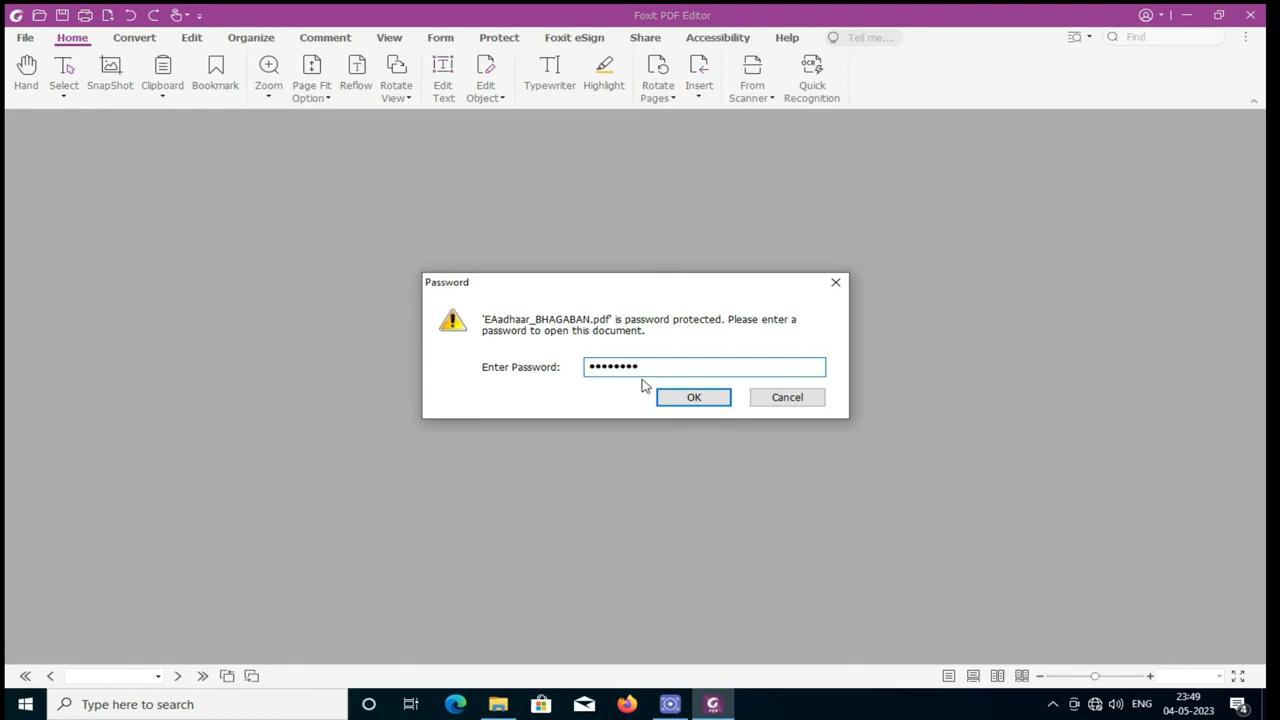 Foxit PDF Editor
File Home Convert Edit Organize Comment View Form Protect Foxit eSign Share Accessibility Help Tell me... Find
Hand Select SnapShot Clipboard Bookmark Zoom Page Fit Option Reflow Rotate View Edit Text Edit Object Typewriter Highlight Rotate Pages Insert From Scanner OCR Quick Recognition
Password
'EAadhaar_BHAGABAN.pdf' is password protected. Please enter a
password to open this document.
Enter Password: ••••••••
OK Cancel
Type here to search
PDF
ENG
23:49
04-05-2023
4